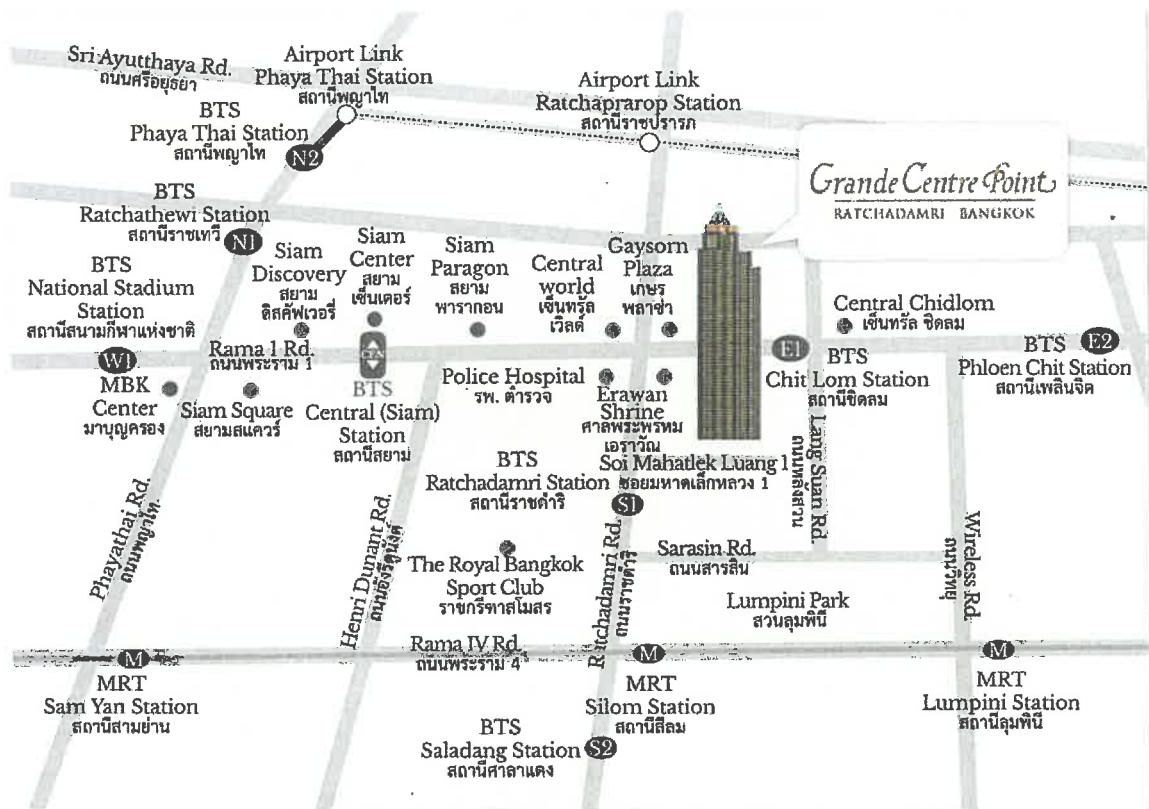 Sri Ayutthaya Rd.
ถนนศรีอยุธยา
Airport Link
Phaya Thai Station
สถานีพญาไท
Airport Link
Ratchaprarop Station
สถานีราชปรารภ
BTS
Phaya Thai Station
สถานีพญาไท
N2
Grande Centre Point
RATCHADAMRI BANGKOK
BTS
Ratchathewi Station
สถานีราชเทวี
N1
BTS
National Stadium
Station
สถานีสนามกีฬาแห่งชาติ
W1
Siam
Discovery
สยาม
ดิสคัฟเวอรี่
Siam
Center
สยาม
เซ็นเตอร์
Siam
Paragon
สยาม
พารากอน
Central
world
เซ็นทรัล
เวิลด์
Gaysorn
Plaza
เกษร
พลาซ่า
Central Chidlom
เซ็นทรัล ชิดลม
Rama 1 Rd.
ถนนพระราม 1
CEN
BTS
Central (Siam)
Station
สถานีสยาม
MBK
Center
มาบุญครอง
Siam Square
สยามสแควร์
Police Hospital
รพ. ตำรวจ
Erawan
Shrine
ศาลพระพรหม
เอราวัณ
E1
BTS
Chit Lom Station
สถานีชิดลม
E2
BTS
Phloen Chit Station
สถานีเพลินจิต
BTS
Ratchadamri Station
สถานีราชดำริ
S1
Soi Mahatlek Luang 1
ซอยมหาดเล็กหลวง 1
Lang Suan Rd.
ถนนหลังสวน
Phayathai Rd.
ถนนพญาไท
Henri Dunant Rd.
ถนนอังรีดูนังต์
The Royal Bangkok
Sport Club
ราชกรีฑาสโมสร
Ratchadamri Rd.
ถนนราชดำริ
Sarasin Rd.
ถนนสารสิน
Wireless Rd.
ถนนวิทยุ
Lumpini Park
สวนลุมพินี
Rama IV Rd.
ถนนพระราม 4
M
MRT
Sam Yan Station
สถานีสามย่าน
M
MRT
Silom Station
สถานีสีลม
M
MRT
Lumpini Station
สถานีลุมพินี
BTS
Saladang Station
สถานีศาลาแดง
S2